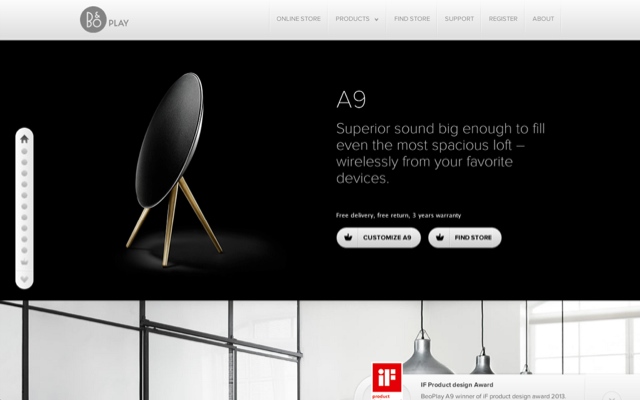 B&O PLAY
ONLINE STORE PRODUCTS FIND STORE SUPPORT REGISTER ABOUT
A9
Superior sound big enough to fill
even the most spacious loft –
wirelessly from your favorite
devices.
Free delivery, free return, 3 years warranty
CUSTOMIZE A9 FIND STORE
iF
product
IF Product design Award
BeoPlay A9 winner of iF product design award 2013.